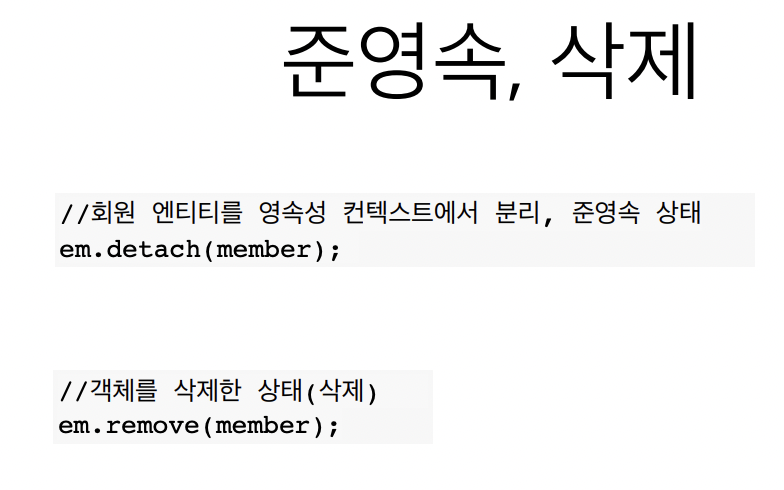 준영속, 삭제
//회원 엔티티를 영속성 컨텍스트에서 분리, 준영속 상태
em.detach(member);
//객체를 삭제한 상태(삭제)
em.remove(member);